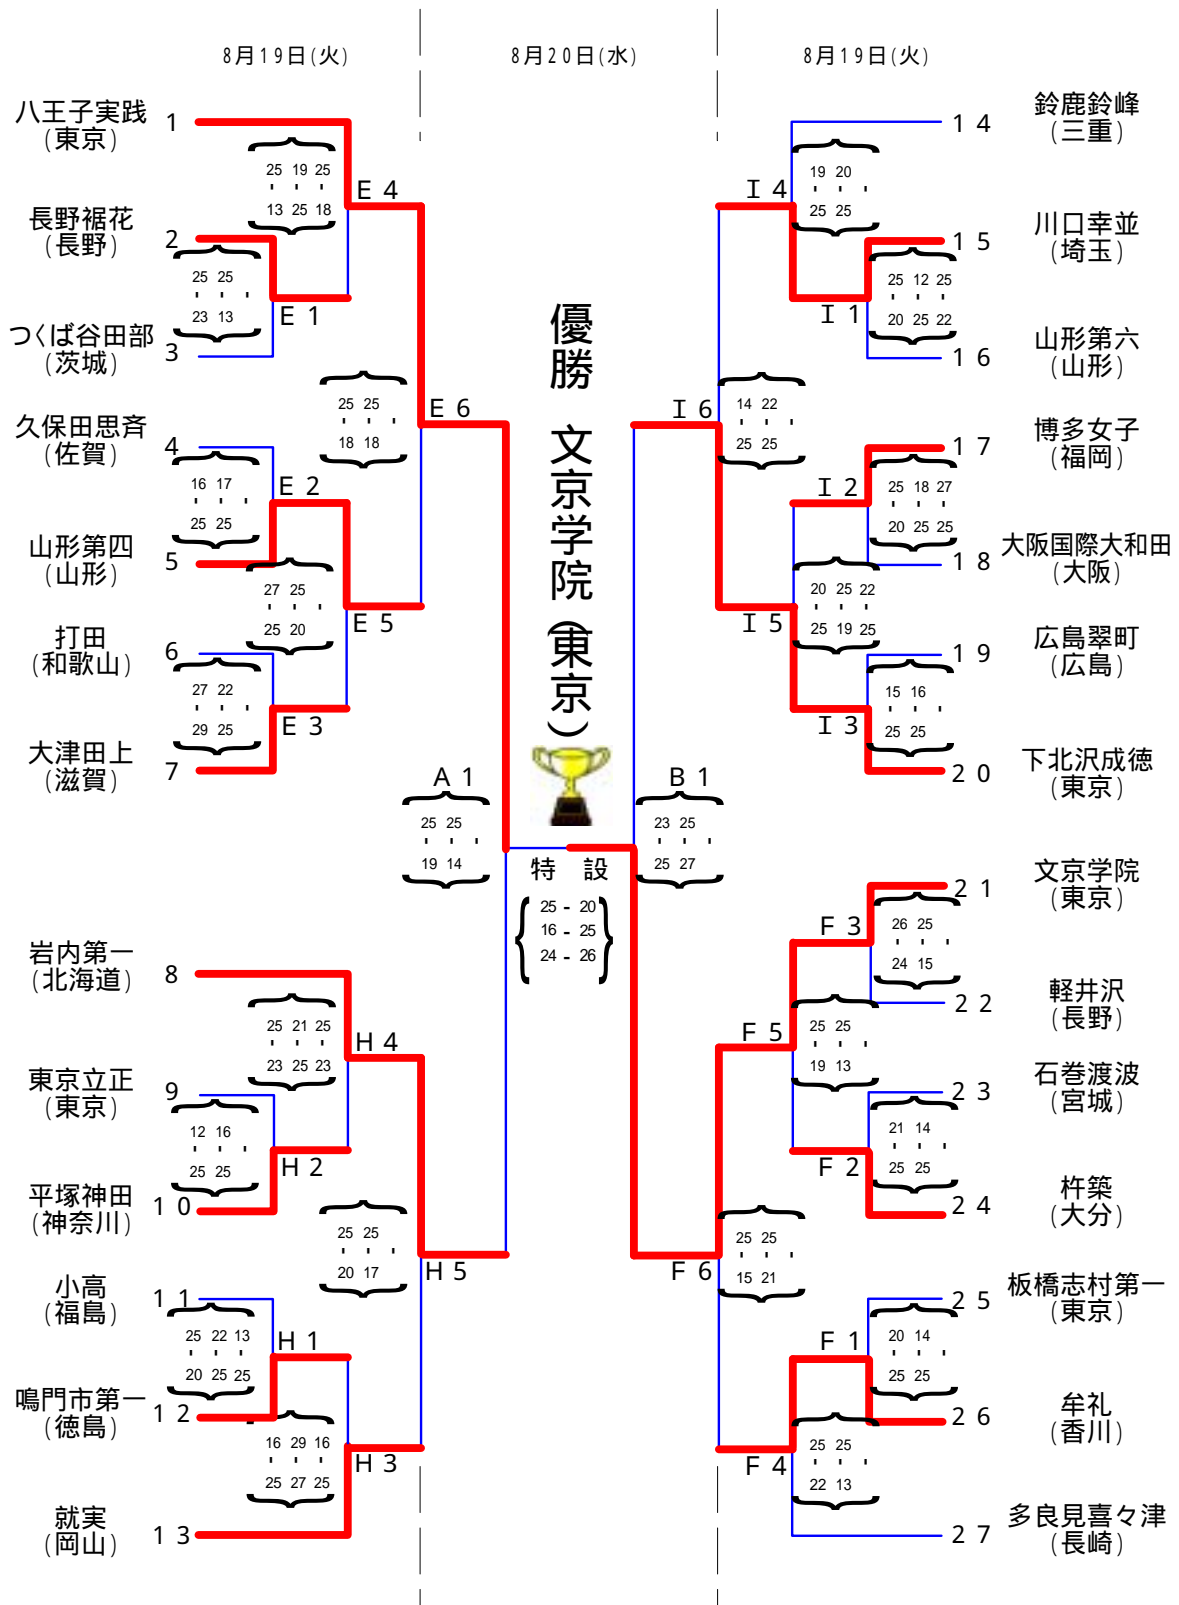 8月19日(火)
8月20日(水)
8月19日(火)
八王子実践
(東京)
1
25 19 25
13 25 18
E 4
長野裾花
(長野)
2
25 25
23 13
E 1
つくば谷田部
(茨城)
3
25 25
18 18
E 6
久保田思斉
(佐賀)
4
16 17
25 25
E 2
山形第四
(山形)
5
27 25
25 20
E 5
打田
(和歌山)
6
27 22
29 25
E 3
大津田上
(滋賀)
7
A 1
25 25
19 14
岩内第一
(北海道)
8
25 21 25
23 25 23
H 4
東京立正
(東京)
9
12 16
25 25
H 2
平塚神田
(神奈川)
10
25 25
20 17
H 5
小高
(福島)
11
25 22 13
20 25 25
H 1
鳴門市第一
(徳島)
12
16 29 16
25 27 25
H 3
就実
(岡山)
13
優勝 文京学院(東京)
特設
25 - 20
16 - 25
24 - 26
14
鈴鹿鈴峰
(三重)
I 4
19 20
25 25
15
川口幸並
(埼玉)
25 12 25
20 25 22
I 1
16
山形第六
(山形)
I 6
14 22
25 25
17
博多女子
(福岡)
I 2
25 18 27
20 25 25
18
大阪国際大和田
(大阪)
I 5
20 25 22
25 19 25
19
広島翠町
(広島)
I 3
15 16
25 25
20
下北沢成徳
(東京)
B 1
23 25
25 27
21
文京学院
(東京)
F 3
26 25
24 15
22
軽井沢
(長野)
F 5
25 25
19 13
23
石巻渡波
(宮城)
F 2
21 14
25 25
24
杵築
(大分)
F 6
25 25
15 21
25
板橋志村第一
(東京)
F 1
20 14
25 25
26
牟礼
(香川)
F 4
25 25
22 13
27
多良見喜々津
(長崎)